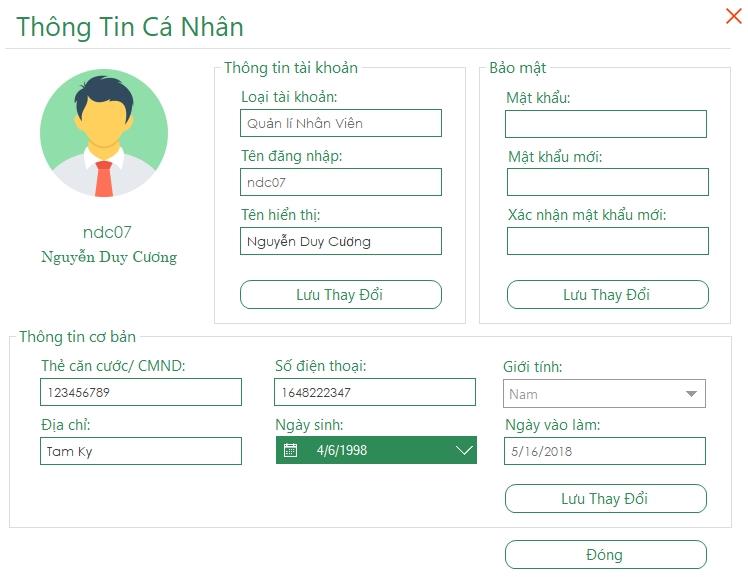 Thông Tin Cá Nhân
ndc07
Nguyễn Duy Cương
Thông tin tài khoản
Loại tài khoản:
Quản lí Nhân Viên
Tên đăng nhập:
ndc07
Tên hiển thị:
Nguyễn Duy Cương
Lưu Thay Đổi
Bảo mật
Mật khẩu:
Mật khẩu mới:
Xác nhận mật khẩu mới:
Lưu Thay Đổi
Thông tin cơ bản
Thẻ căn cước/ CMND:
123456789
Số điện thoại:
1648222347
Giới tính:
Nam
Địa chỉ:
Tam Ky
Ngày sinh:
4/6/1998
Ngày vào làm:
5/16/2018
Lưu Thay Đổi
Đóng